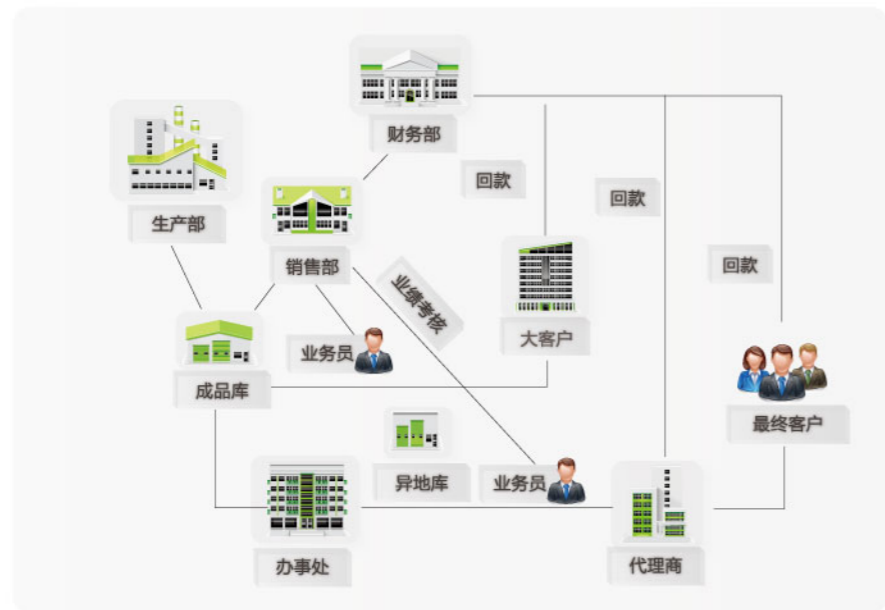 财务部
回款
回款
生产部
销售部
业绩考核
回款
大客户
业务员
成品库
最终客户
异地库
业务员
办事处
代理商